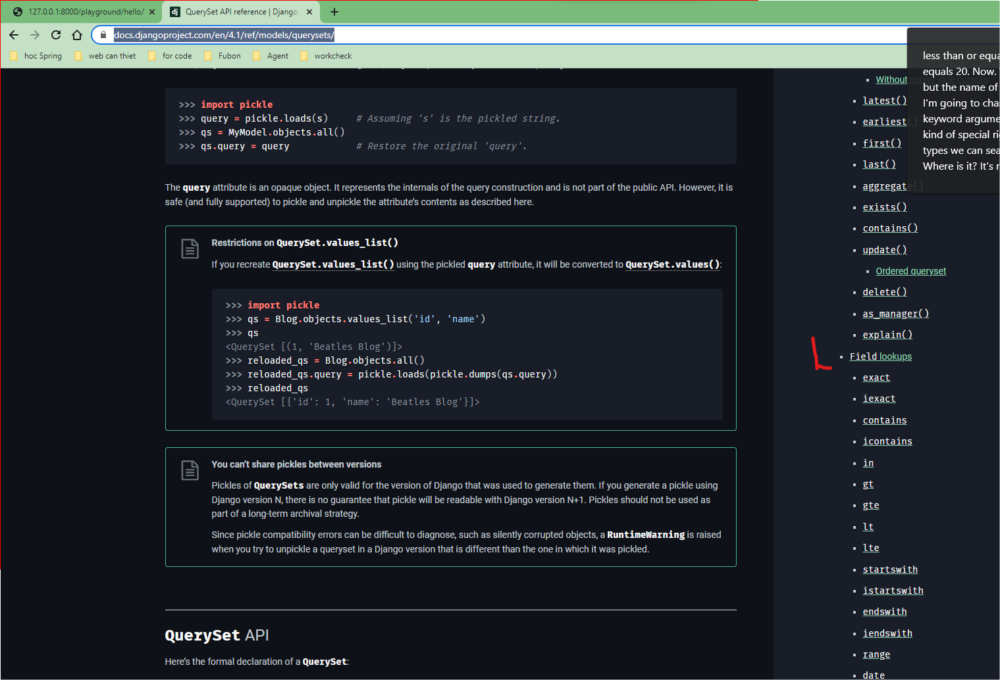 127.0.0.1:8000/playground/hello/
QuerySet API reference | Django
docs.djangoproject.com/en/4.1/ref/models/querysets/
hoc Spring
web can thiet
for code
Fubon
Agent
workcheck
>>> import pickle
>>> query = pickle.loads(s)     # Assuming 's' is the pickled string.
>>> qs = MyModel.objects.all()
>>> qs.query = query            # Restore the original 'query'.
The query attribute is an opaque object. It represents the internals of the query construction and is not part of the public API. However, it is
safe (and fully supported) to pickle and unpickle the attribute’s contents as described here.
Restrictions on QuerySet.values_list()
If you recreate QuerySet.values_list() using the pickled query attribute, it will be converted to QuerySet.values():
>>> import pickle
>>> qs = Blog.objects.values_list('id', 'name')
>>> qs
<QuerySet [(1, 'Beatles Blog')]>
>>> reloaded_qs = Blog.objects.all()
>>> reloaded_qs.query = pickle.loads(pickle.dumps(qs.query))
>>> reloaded_qs
<QuerySet [{'id': 1, 'name': 'Beatles Blog'}]>
You can’t share pickles between versions
Pickles of QuerySets are only valid for the version of Django that was used to generate them. If you generate a pickle using
Django version N, there is no guarantee that pickle will be readable with Django version N+1. Pickles should not be used as
part of a long-term archival strategy.
Since pickle compatibility errors can be difficult to diagnose, such as silently corrupted objects, a RuntimeWarning is raised
when you try to unpickle a queryset in a Django version that is different than the one in which it was pickled.
QuerySet API
Here’s the formal declaration of a QuerySet:
less than or equa
equals 20. Now.
but the name of
I'm going to cha
keyword argume
kind of special ri
types we can sea
Where is it? It's r
Without server-side cursors
latest()
earliest()
first()
last()
aggregate()
exists()
contains()
update()
Ordered queryset
delete()
as_manager()
explain()
Field lookups
exact
iexact
contains
icontains
in
gt
gte
lt
lte
startswith
istartswith
endswith
iendswith
range
date